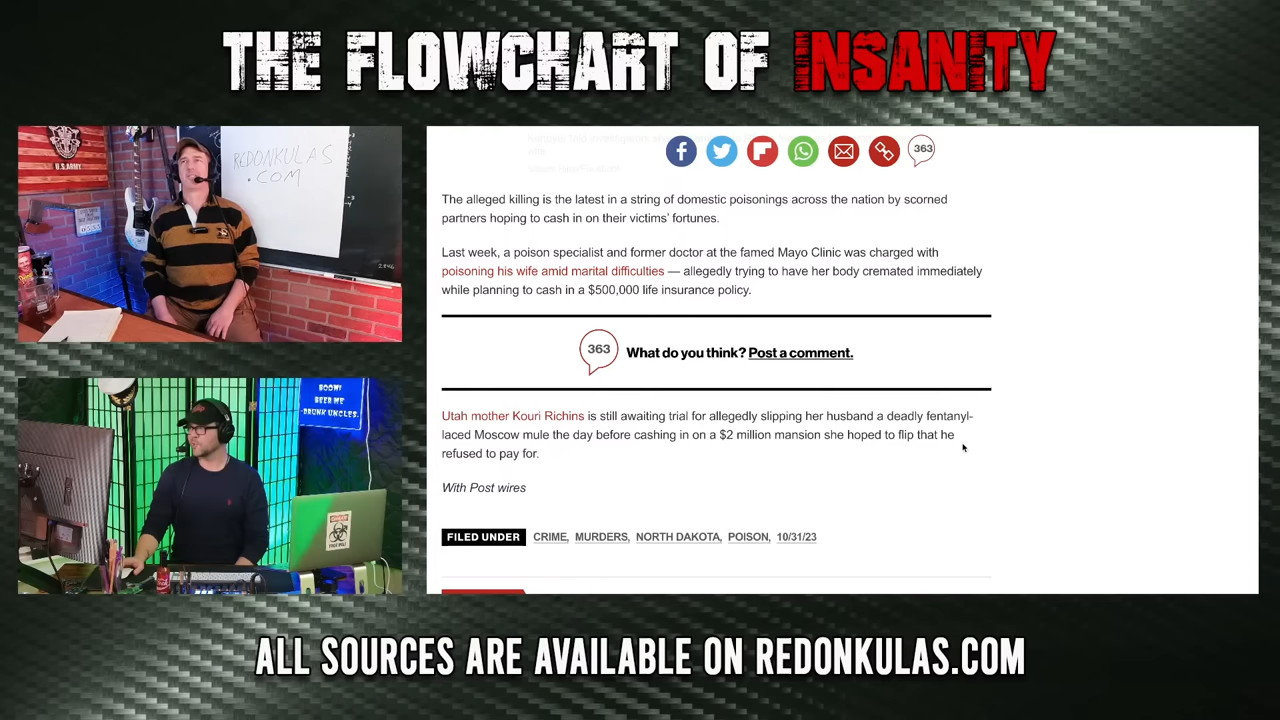 THE FLOWCHART OF INSANITY
U.S. ARMY
REDONKULAS
.COM
2846
BOOM!
BEER ME
-DRUNK UNCLES.
363
The alleged killing is the latest in a string of domestic poisonings across the nation by scorned
partners hoping to cash in on their victims' fortunes.
Last week, a poison specialist and former doctor at the famed Mayo Clinic was charged with
poisoning his wife amid marital difficulties — allegedly trying to have her body cremated immediately
while planning to cash in a $500,000 life insurance policy.
363 What do you think? Post a comment.
Utah mother Kouri Richins is still awaiting trial for allegedly slipping her husband a deadly fentanyl-
laced Moscow mule the day before cashing in on a $2 million mansion she hoped to flip that he
refused to pay for.
With Post wires
FILED UNDER CRIME, MURDERS, NORTH DAKOTA, POISON, 10/31/23
ALL SOURCES ARE AVAILABLE ON REDONKULAS.COM